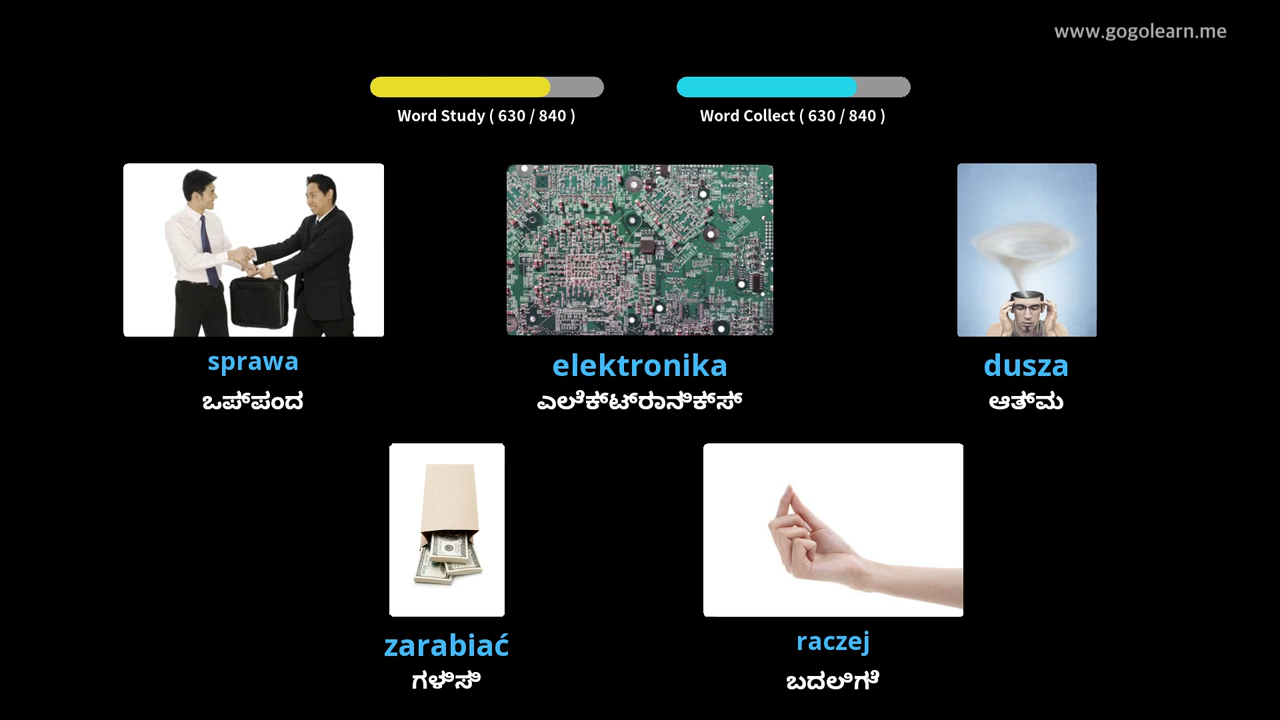 www.gogolearn.me
Word Study ( 630 / 840 )
Word Collect ( 630 / 840 )
sprawa
ಒಪ್ಪಂದ
elektronika
ಎಲೆಕ್ಟ್ರಾನಿಕ್ಸ್
dusza
ಆತ್ಮ
zarabiać
ಗಳಿಸಿ
raczej
ಬದಲಿಗೆ